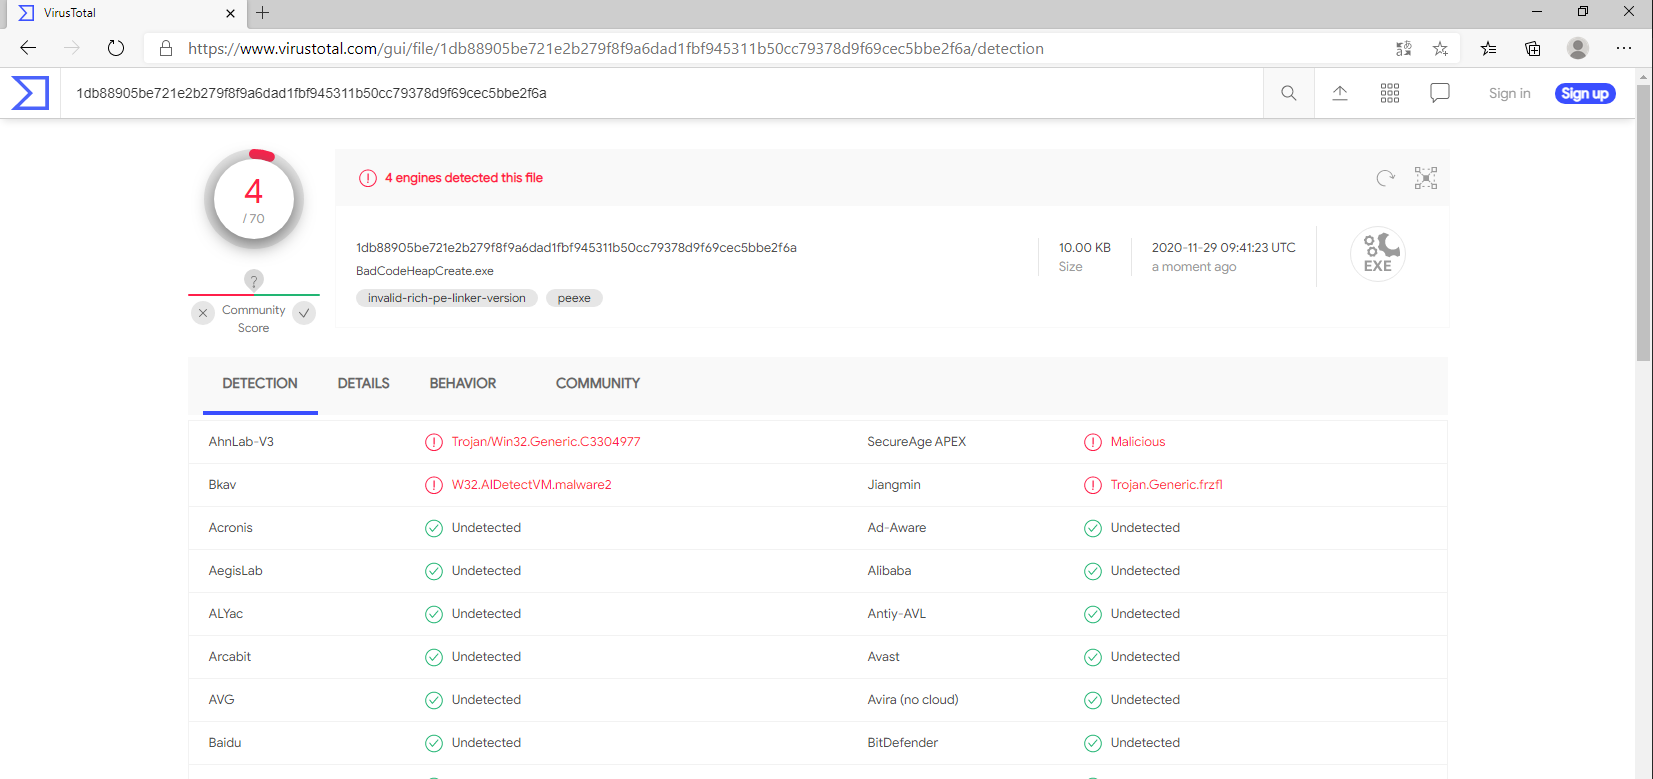 VirusTotal
https://www.virustotal.com/gui/file/1db88905be721e2b279f8f9a6dad1fbf945311b50cc79378d9f69cec5bbe2f6a/detection
1db88905be721e2b279f8f9a6dad1fbf945311b50cc79378d9f69cec5bbe2f6a
Sign in
Sign up
4
/ 70
4 engines detected this file
1db88905be721e2b279f8f9a6dad1fbf945311b50cc79378d9f69cec5bbe2f6a
BadCodeHeapCreate.exe
invalid-rich-pe-linker-version peexe
10.00 KB
Size
2020-11-29 09:41:23 UTC
a moment ago
EXE
?
Community
Score
DETECTION DETAILS BEHAVIOR COMMUNITY
AhnLab-V3 Trojan/Win32.Generic.C3304977 SecureAge APEX Malicious
Bkav W32.AIDetectVM.malware2 Jiangmin Trojan.Generic.frzfl
Acronis Undetected Ad-Aware Undetected
AegisLab Undetected Alibaba Undetected
ALYac Undetected Antiy-AVL Undetected
Arcabit Undetected Avast Undetected
AVG Undetected Avira (no cloud) Undetected
Baidu Undetected BitDefender Undetected